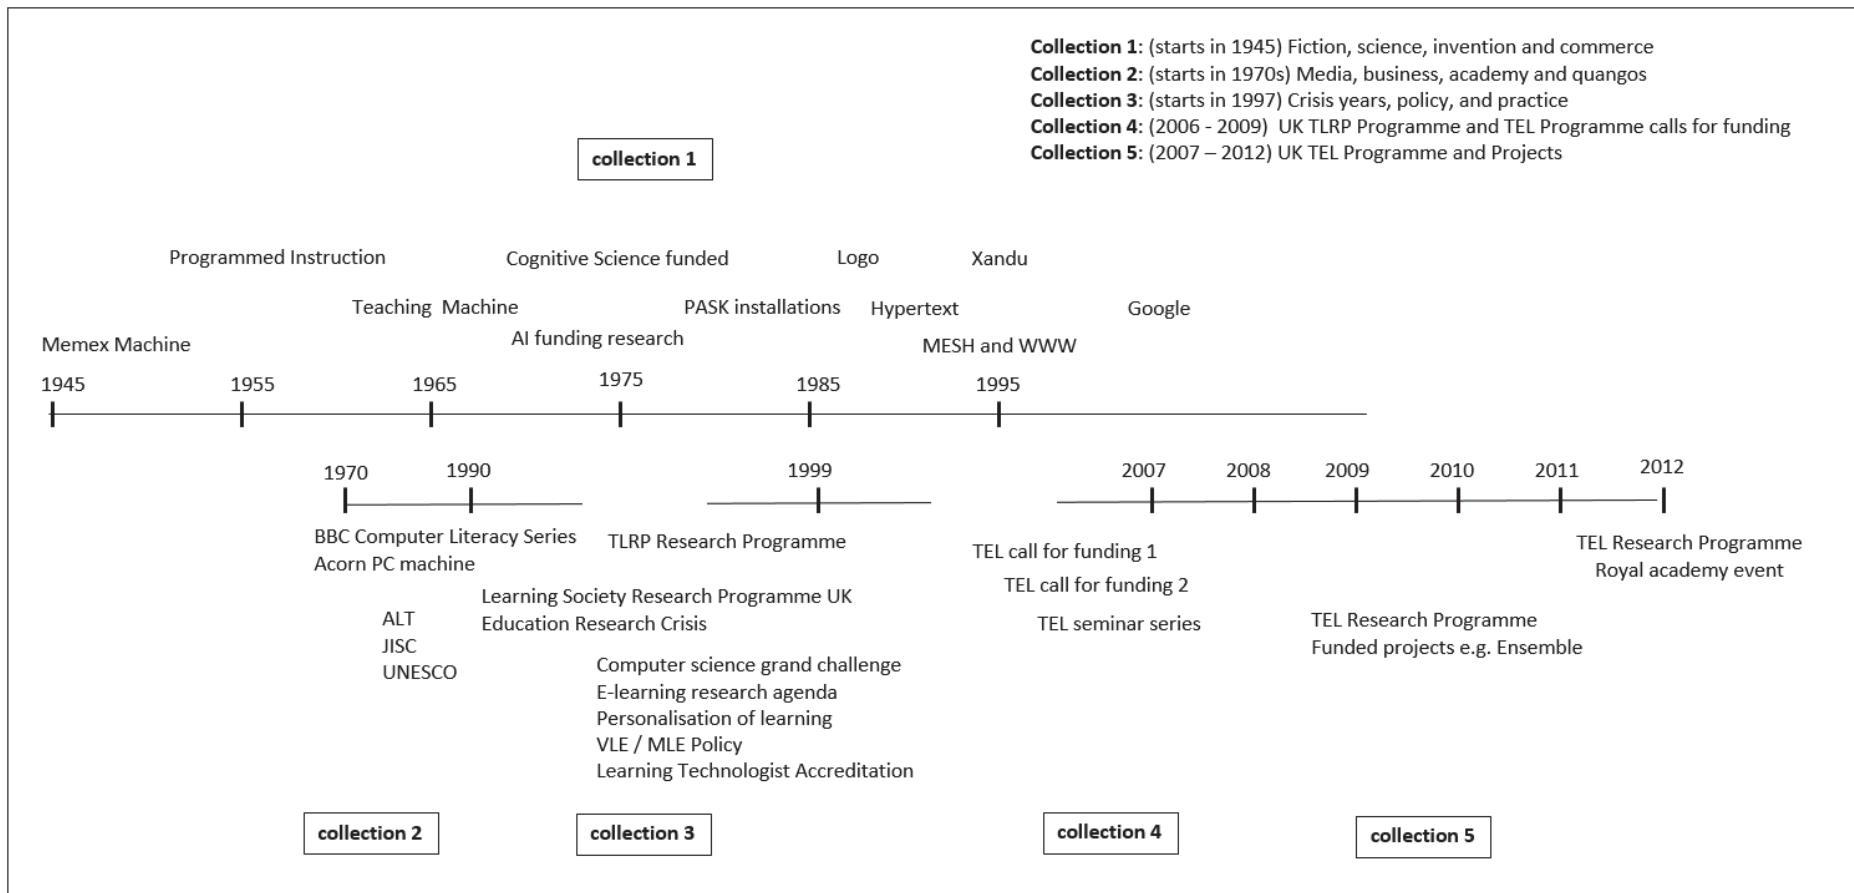 Collection 1: (starts in 1945) Fiction, science, invention and commerce
Collection 2: (starts in 1970s) Media, business, academy and quangos
Collection 3: (starts in 1997) Crisis years, policy, and practice
Collection 4: (2006 - 2009)  UK TLRP Programme and TEL Programme calls for funding
Collection 5: (2007 – 2012) UK TEL Programme and Projects
collection 1
Programmed Instruction
Cognitive Science funded
Logo
Xandu
Teaching  Machine
PASK installations
Hypertext
Google
AI funding research
Memex Machine
MESH and WWW
1945
1955
1965
1975
1985
1995
1970
1990
1999
2007
2008
2009
2010
2011
2012
BBC Computer Literacy Series
Acorn PC machine
ALT
JISC
UNESCO
TLRP Research Programme
Learning Society Research Programme UK
Education Research Crisis
Computer science grand challenge
E-learning research agenda
Personalisation of learning
VLE / MLE Policy
Learning Technologist Accreditation
TEL call for funding 1
TEL call for funding 2
TEL seminar series
TEL Research Programme
Royal academy event
TEL Research Programme
Funded projects e.g. Ensemble
collection 2
collection 3
collection 4
collection 5